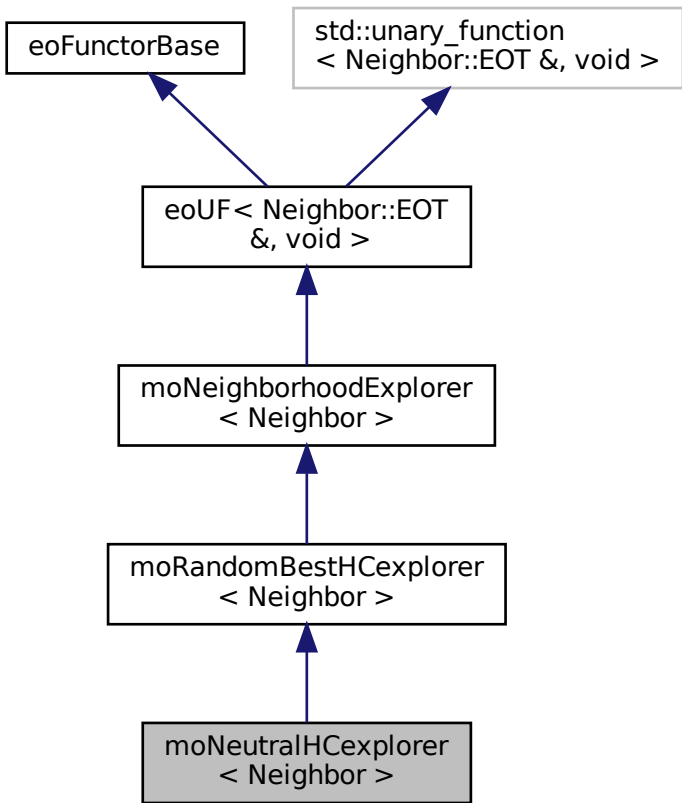 eoFunctorBase
std::unary_function
< Neighbor::EOT &, void >
eoUF< Neighbor::EOT
&, void >
moNeighborhoodExplorer
< Neighbor >
moRandomBestHCexplorer
< Neighbor >
moNeutralHCexplorer
< Neighbor >